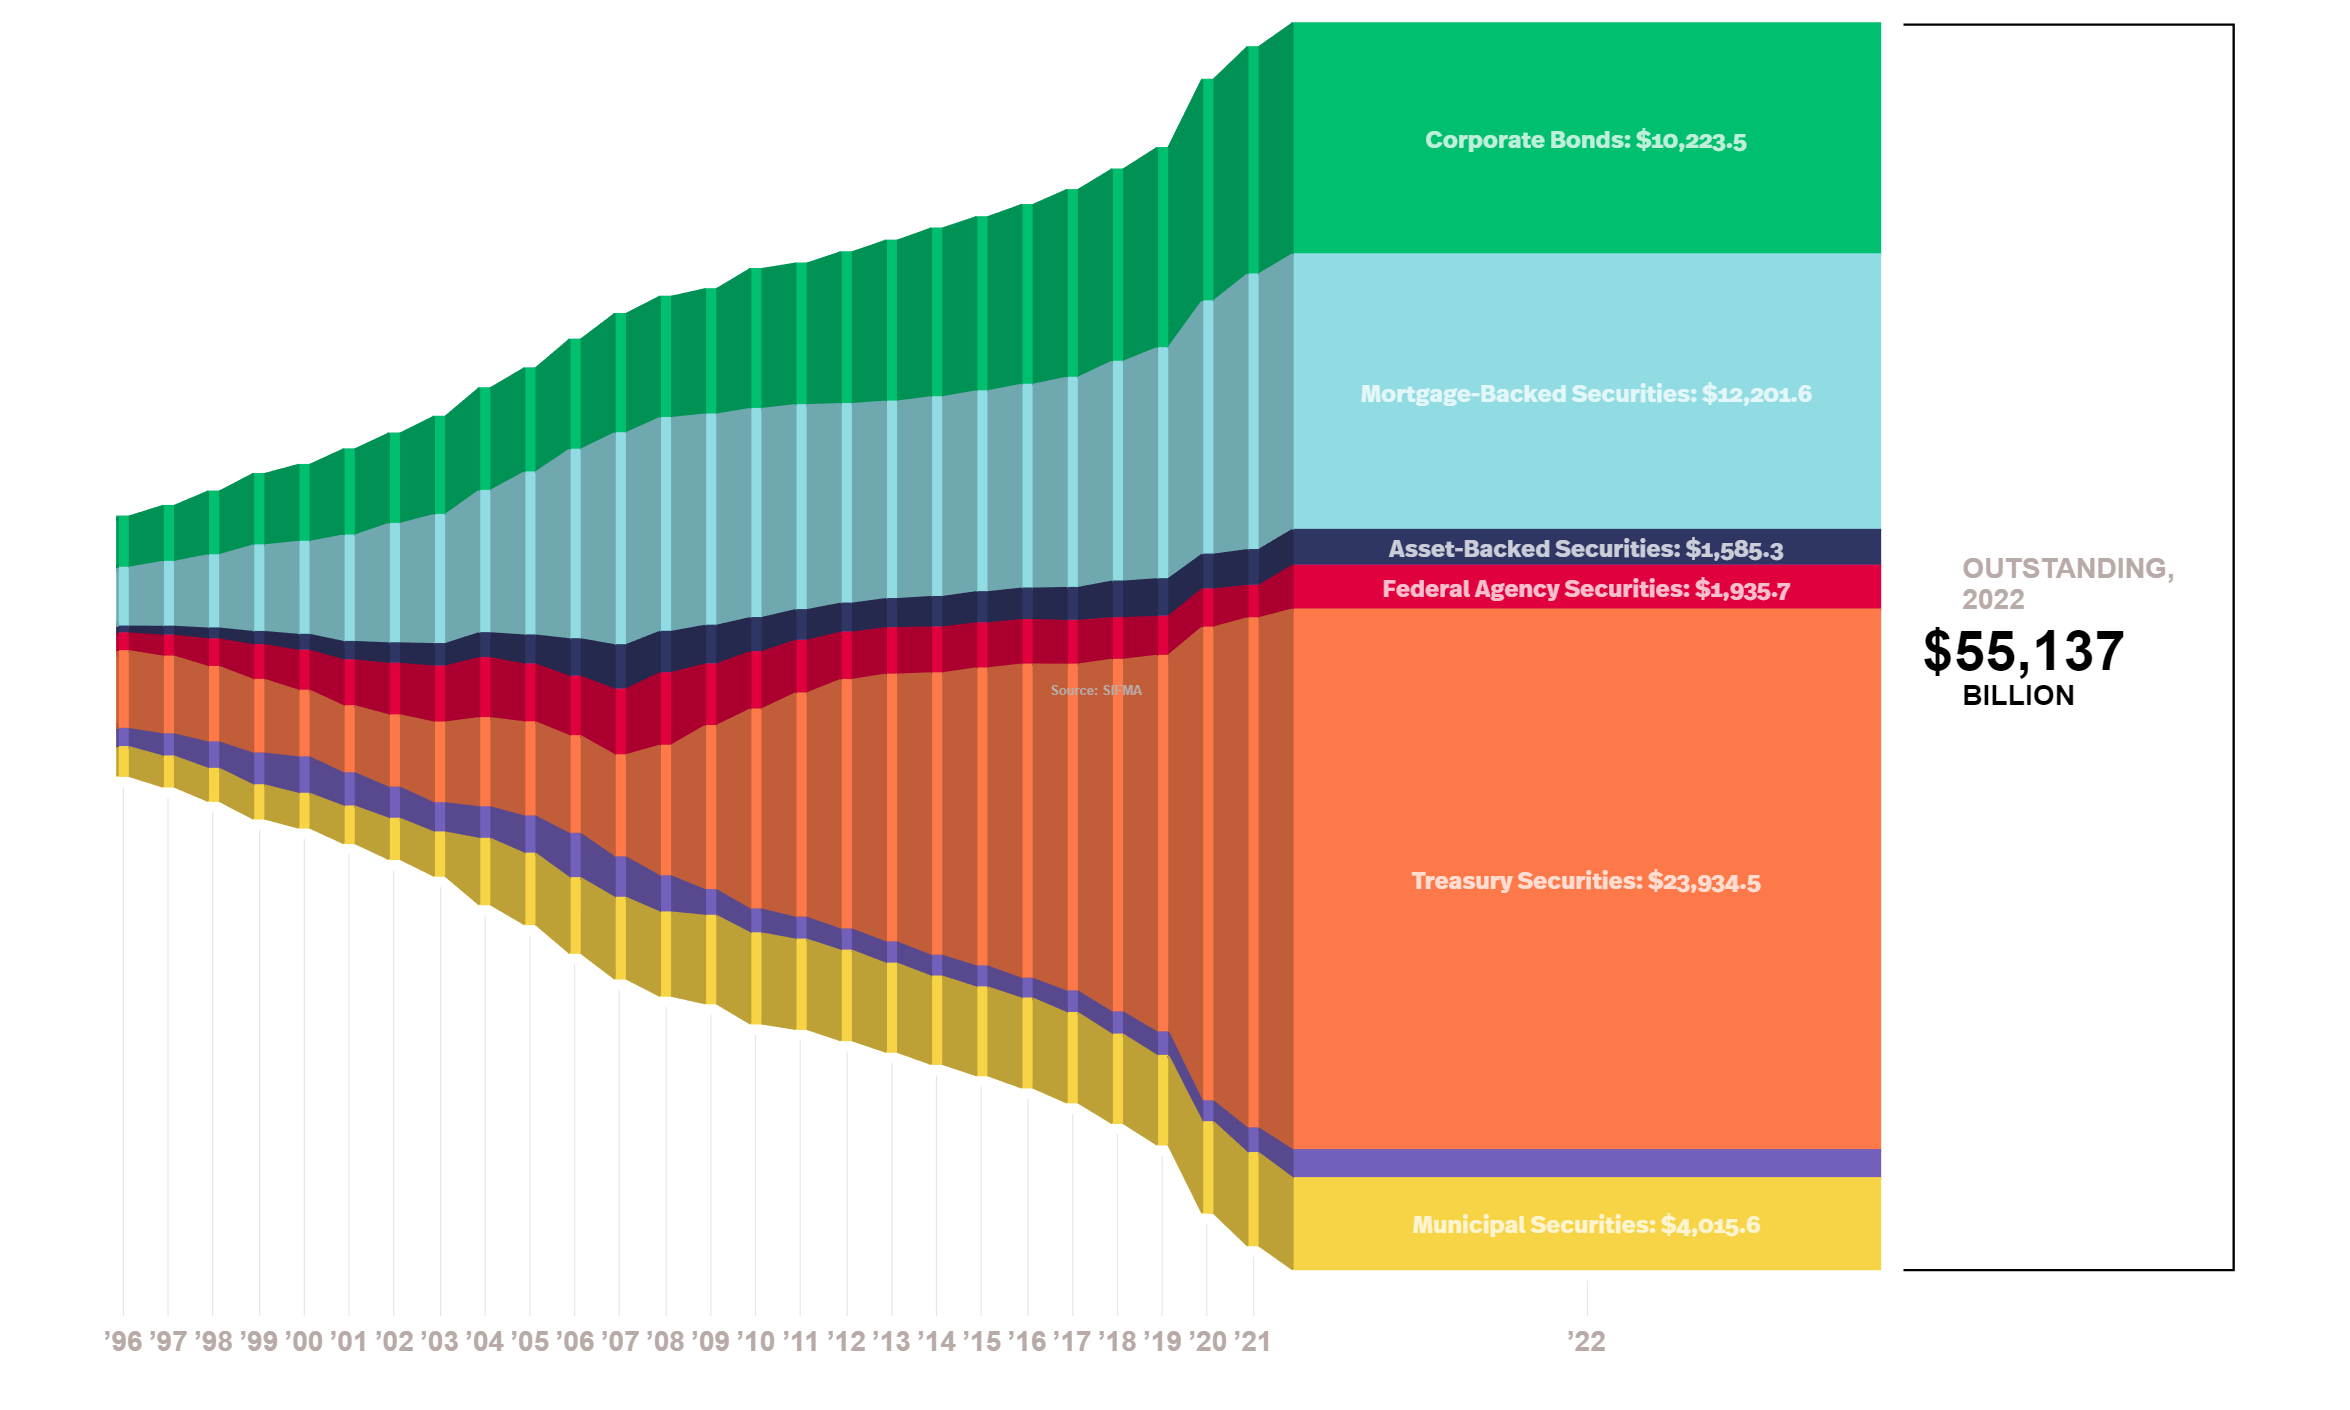 Corporate Bonds: $10,223.5
Mortgage-Backed Securities: $12,201.6
Asset-Backed Securities: $1,585.3
Federal Agency Securities: $1,935.7
Treasury Securities: $23,934.5
Municipal Securities: $4,015.6
OUTSTANDING,
2022
$55,137
BILLION
Source: SIFMA
’96 ’97 ’98 ’99 ’00 ’01 ’02 ’03 ’04 ’05 ’06 ’07 ’08 ’09 ’10 ’11 ’12 ’13 ’14 ’15 ’16 ’17 ’18 ’19 ’20 ’21 ’22